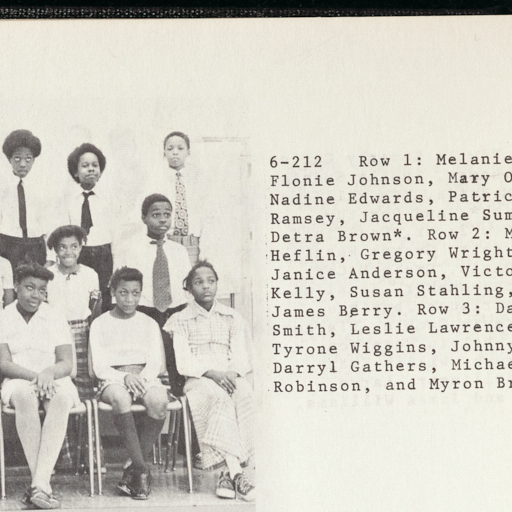 6-212 Row 1: Melanie
Flonie Johnson, Mary O
Nadine Edwards, Patric
Ramsey, Jacqueline Sum
Detra Brown*. Row 2: M
Heflin, Gregory Wright
Janice Anderson, Victo
Kelly, Susan Stahling,
James Berry. Row 3: Da
Smith, Leslie Lawrence
Tyrone Wiggins, Johnny
Darryl Gathers, Michae
Robinson, and Myron Br